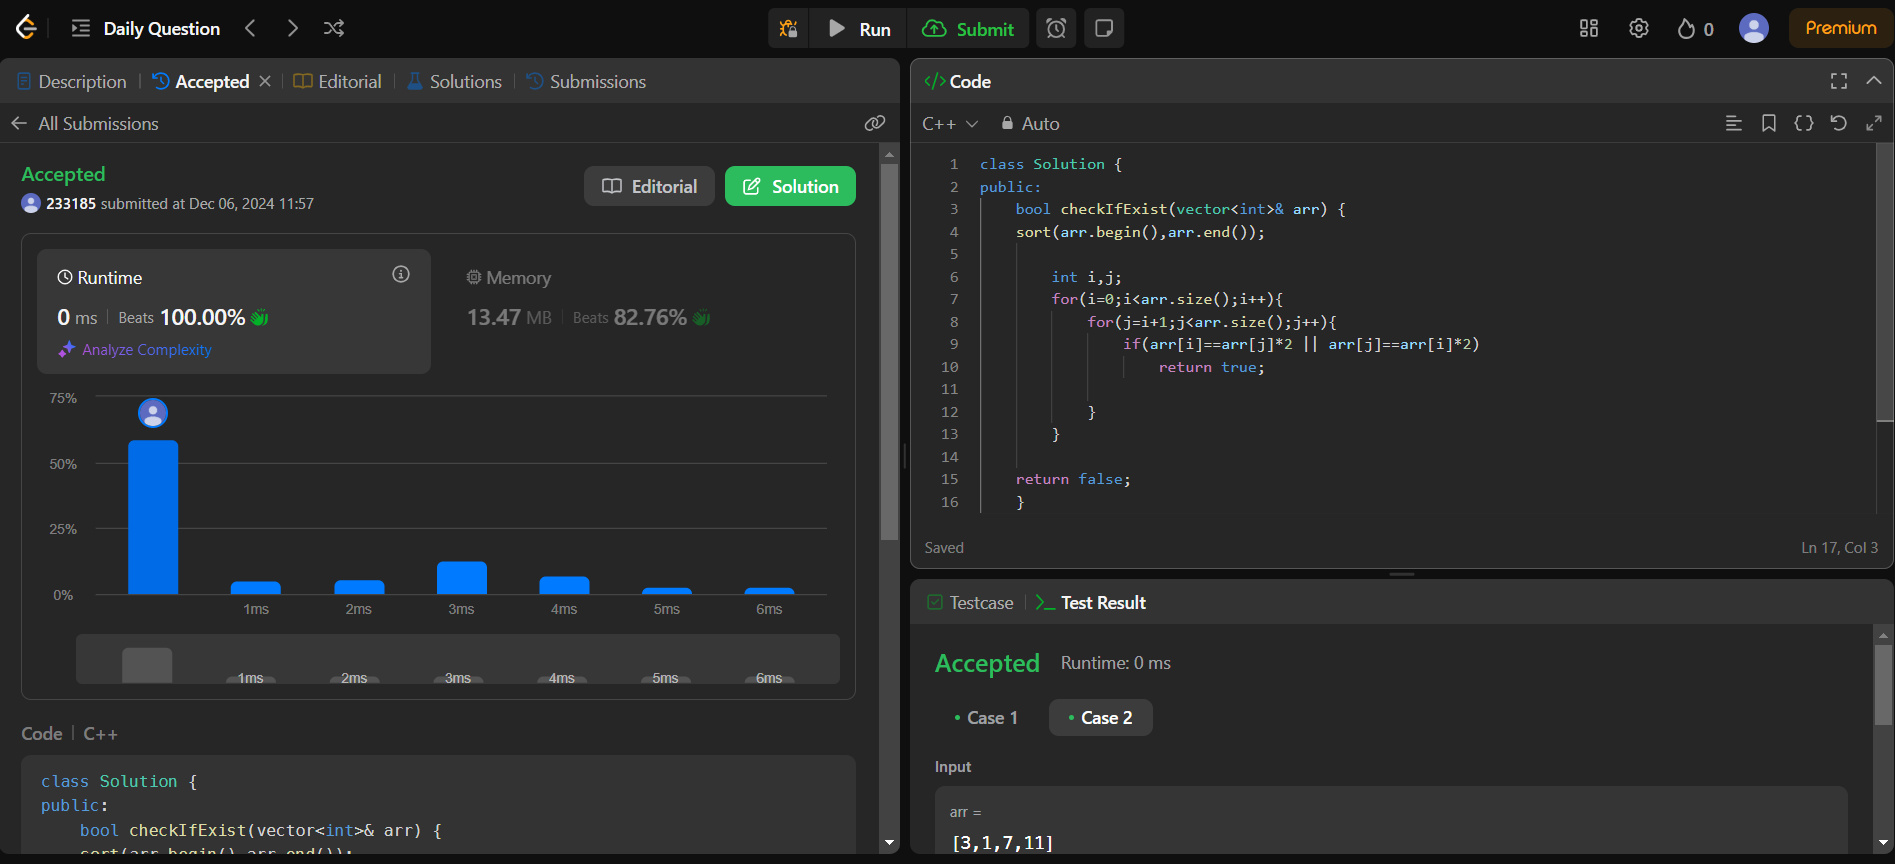 Daily Question
Run
Submit
0
Premium
Description
Accepted
Editorial
Solutions
Submissions
All Submissions
Accepted
233185 submitted at Dec 06, 2024 11:57
Editorial
Solution
Runtime
0 ms
Beats 100.00%
Analyze Complexity
Memory
13.47 MB
Beats 82.76%
75%
50%
25%
0%
1ms 2ms 3ms 4ms 5ms 6ms
1ms 2ms 3ms 4ms 5ms 6ms
Code
C++
class Solution {
public:
    bool checkIfExist(vector<int>& arr) {
    sort(arr.begin(),arr.end());
</> Code
C++
Auto
1 class Solution {
2 public:
3     bool checkIfExist(vector<int>& arr) {
4     sort(arr.begin(),arr.end());
5
6         int i,j;
7         for(i=0;i<arr.size();i++){
8             for(j=i+1;j<arr.size();j++){
9                 if(arr[i]==arr[j]*2 || arr[j]==arr[i]*2)
10                     return true;
11
12             }
13         }
14
15     return false;
16     }
Saved
Ln 17, Col 3
Testcase
Test Result
Accepted
Runtime: 0 ms
Case 1
Case 2
Input
arr =
[3,1,7,11]